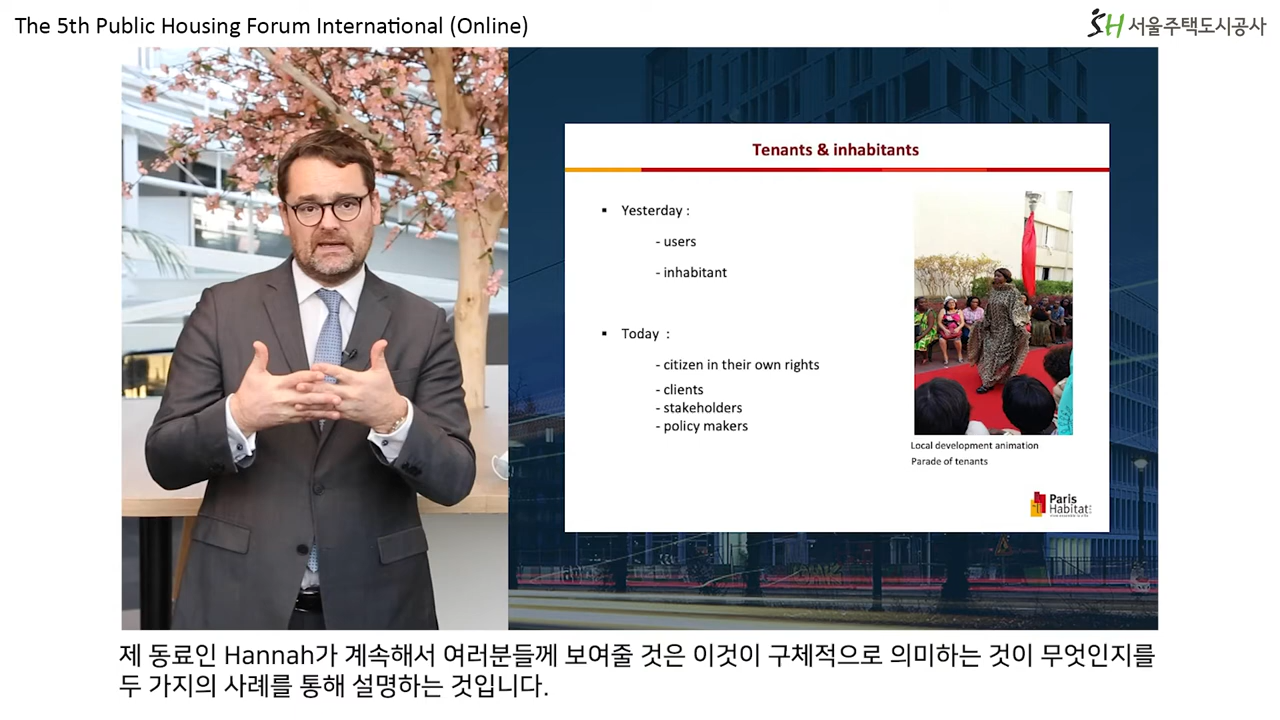 The 5th Public Housing Forum International (Online)
SH 서울주택도시공사
Tenants & inhabitants
▪ Yesterday :
- users
- inhabitant
▪ Today :
- citizen in their own rights
- clients
- stakeholders
- policy makers
Local development animation
Parade of tenants
Paris
Habitat
제 동료인 Hannah가 계속해서 여러분들께 보여줄 것은 이것이 구체적으로 의미하는 것이 무엇인지를
두 가지의 사례를 통해 설명하는 것입니다.